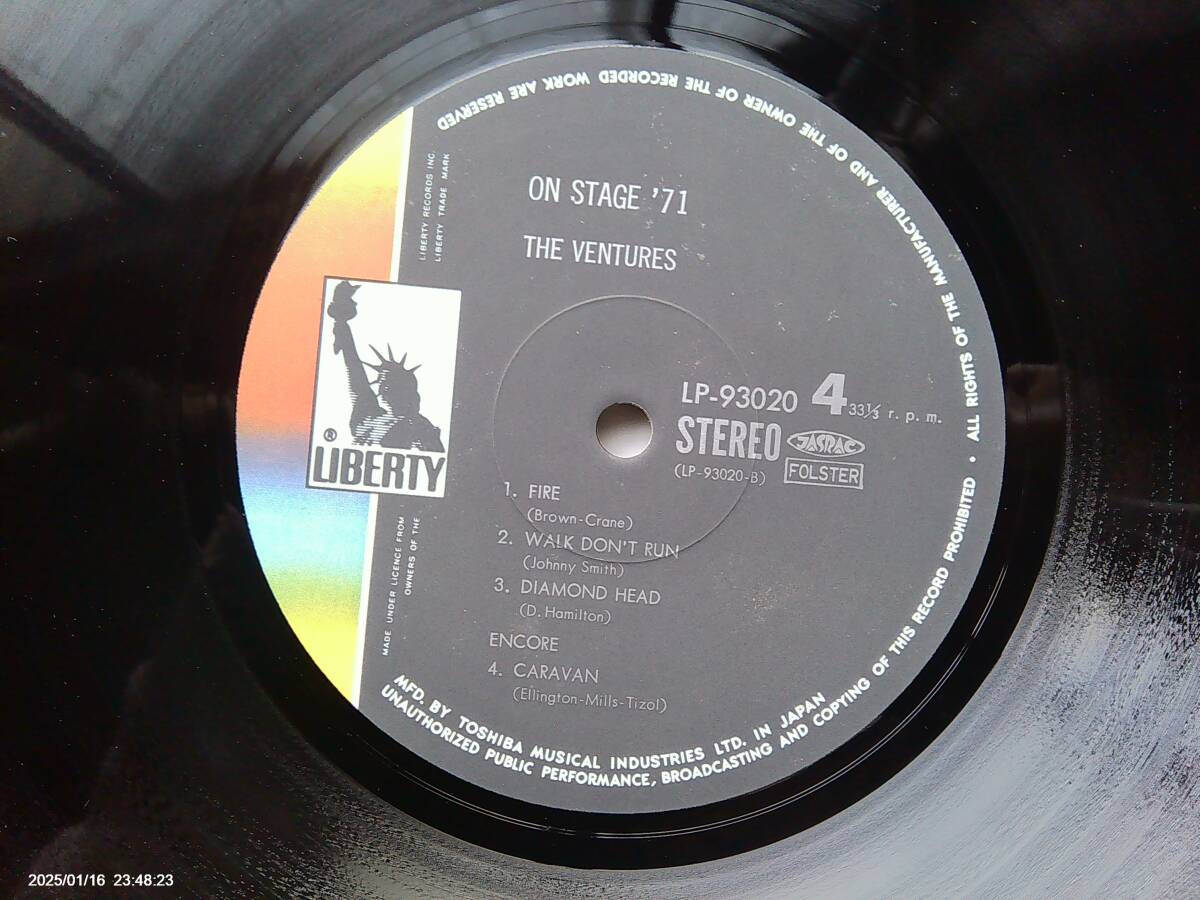 ALL RIGHTS OF THE MANUFACTURER AND OF THE OWNER OF THE RECORDED WORK ARE RESERVED
LIBERTY RECORDS INC.
LIBERTY TRADE MARK
ON STAGE '71
THE VENTURES
LP-93020 4 33⅓ r. p. m.
STEREO JASRAC
(LP-93020-B) FOLSTER
® LIBERTY
1. FIRE
(Brown-Crane)
2. WALK DON'T RUN
(Johnny Smith)
3. DIAMOND HEAD
(D. Hamilton)
ENCORE
4. CARAVAN
(Ellington-Mills-Tizol)
MADE UNDER LICENCE FROM
OWNERS OF THE
MFD. BY TOSHIBA MUSICAL INDUSTRIES LTD. IN JAPAN
UNAUTHORIZED PUBLIC PERFORMANCE, BROADCASTING AND COPYING OF THIS RECORD PROHIBITED •
2025/01/16 23:48:23